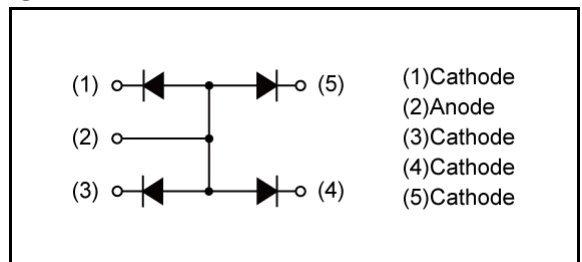 (1) (5)
(2)
(3) (4)
(1)Cathode
(2)Anode
(3)Cathode
(4)Cathode
(5)Cathode